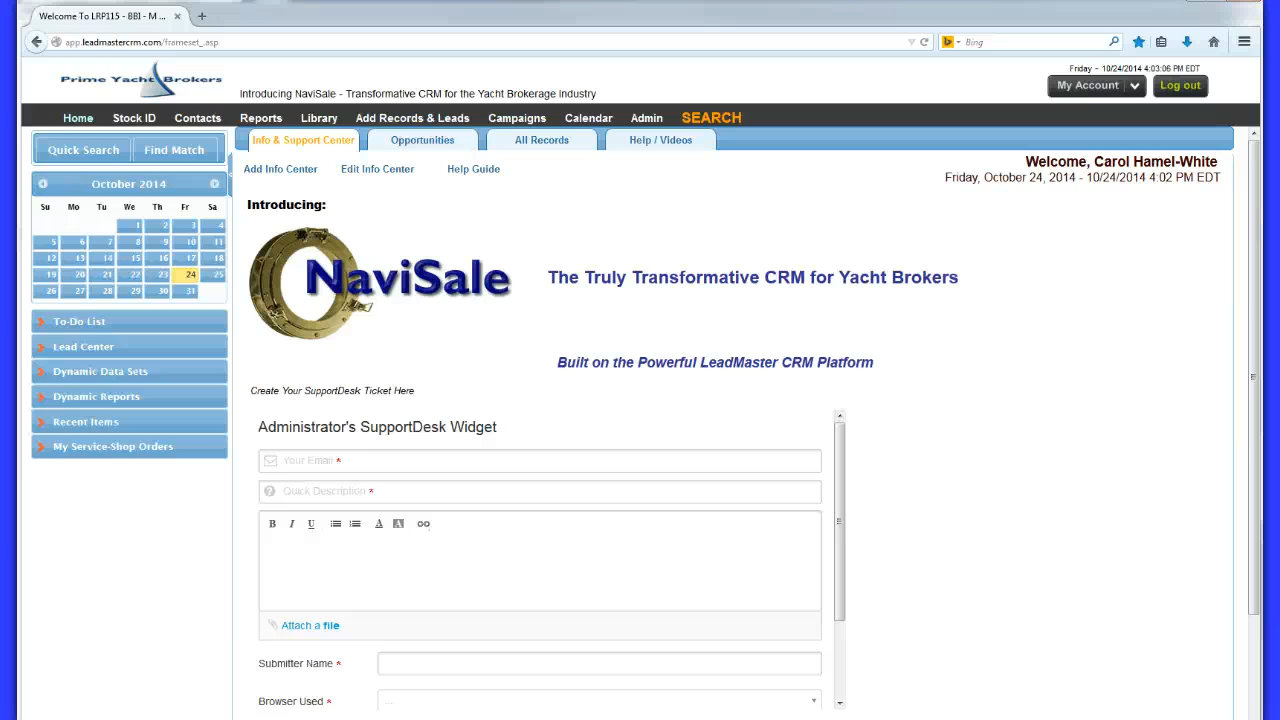 Welcome To LRP115 - BBI - M ...
app.leadmastercrm.com/frameset_.asp
Bing
Prime Yacht Brokers
Introducing NaviSale - Transformative CRM for the Yacht Brokerage Industry
Friday - 10/24/2014 4:03:06 PM EDT
My Account
Log out
Home Stock ID Contacts Reports Library Add Records & Leads Campaigns Calendar Admin SEARCH
Quick Search Find Match
Info & Support Center Opportunities All Records Help / Videos
Add Info Center Edit Info Center Help Guide
Welcome, Carol Hamel-White
Friday, October 24, 2014 - 10/24/2014 4:02 PM EDT
October 2014
Su Mo Tu We Th Fr Sa
1 2 3 4
5 6 7 8 9 10 11
12 13 14 15 16 17 18
19 20 21 22 23 24 25
26 27 28 29 30 31
To-Do List
Lead Center
Dynamic Data Sets
Dynamic Reports
Recent Items
My Service-Shop Orders
Introducing:
NaviSale
The Truly Transformative CRM for Yacht Brokers
Built on the Powerful LeadMaster CRM Platform
Create Your SupportDesk Ticket Here
Administrator's SupportDesk Widget
Your Email *
Quick Description *
B I U A A
Attach a file
Submitter Name *
Browser Used *
...